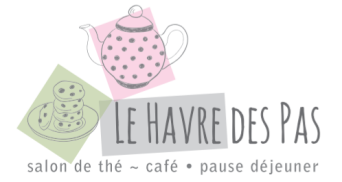 LE HAVRE DES PAS
salon de thé ~ café • pause déjeuner